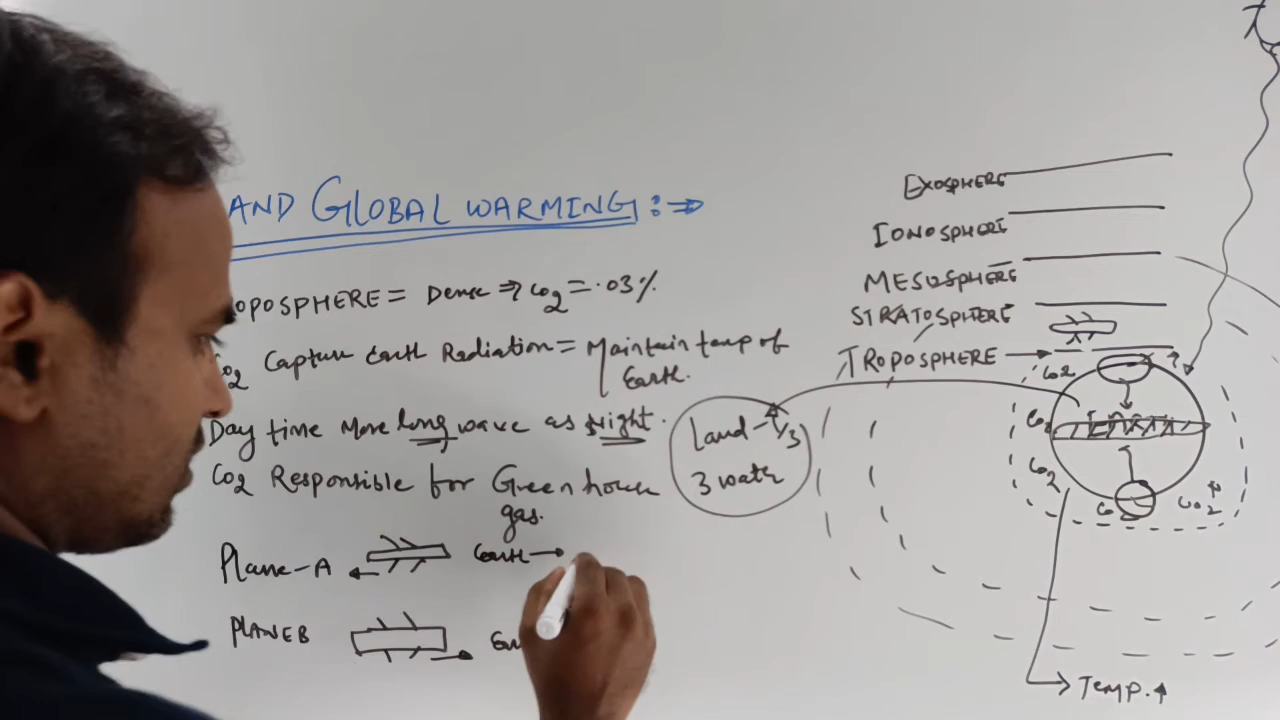 AND GLOBAL WARMING :⇒
OPOSPHERE = Dense ⇒ CO2 = .03%
CO2 Capture Earth Radiation = Maintain temp of
Earth.
Day time More long wave as night.
CO2 Responsible for Green house
gas.
Plane-A Earth →
PLANE B
EXOSPHERE
IONOSPHERE
MESOSPHERE
STRATOSPHERE
TROPOSPHERE →
Land - 1/3
3 water
CO2
CO2
CO2
CO2
CO2 ↑
Temp. ↑